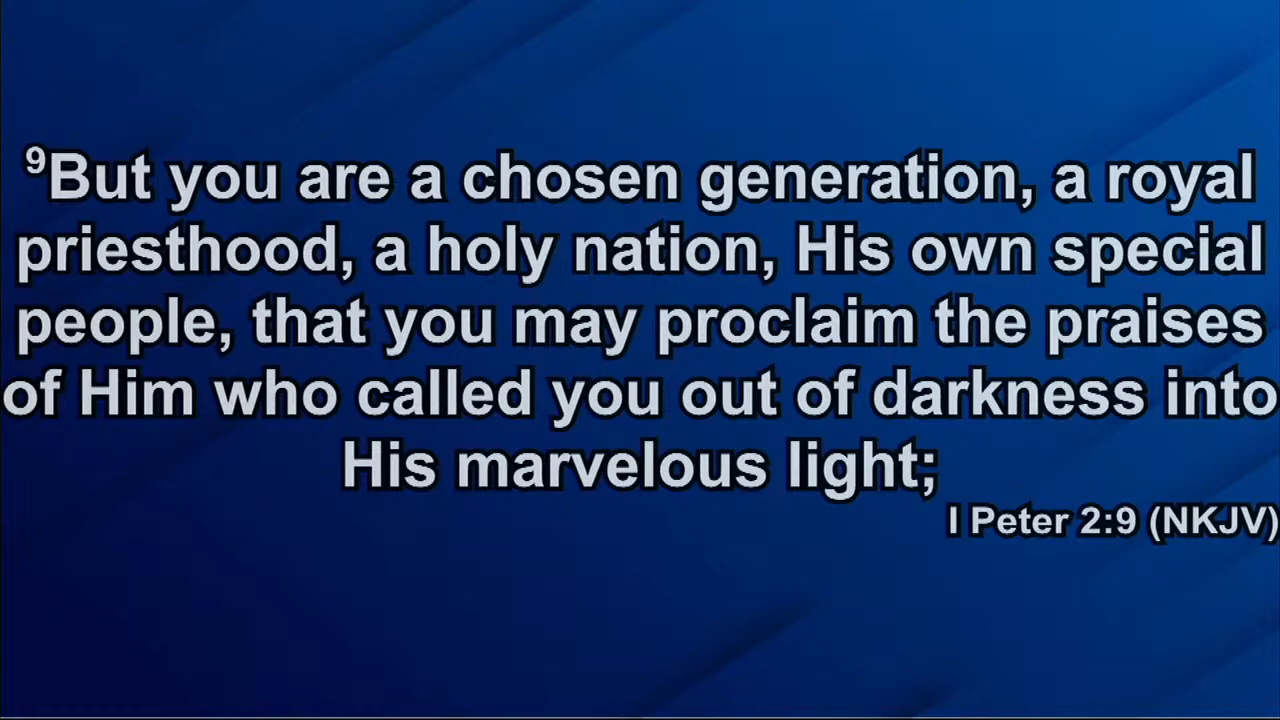 ⁹But you are a chosen generation, a royal
priesthood, a holy nation, His own special
people, that you may proclaim the praises
of Him who called you out of darkness into
His marvelous light;
I Peter 2:9 (NKJV)